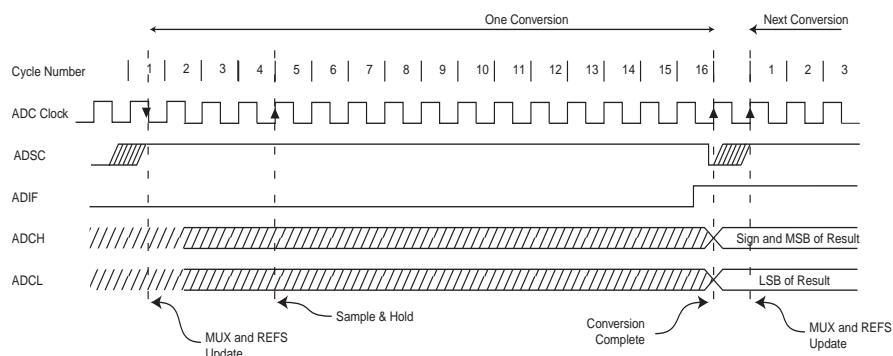 One Conversion
Next Conversion
Cycle Number
1 2 3 4 5 6 7 8 9 10 11 12 13 14 15 16 1 2 3
ADC Clock
ADSC
ADIF
ADCH
Sign and MSB of Result
ADCL
LSB of Result
MUX and REFS
Update
Sample & Hold
Conversion
Complete
MUX and REFS
Update